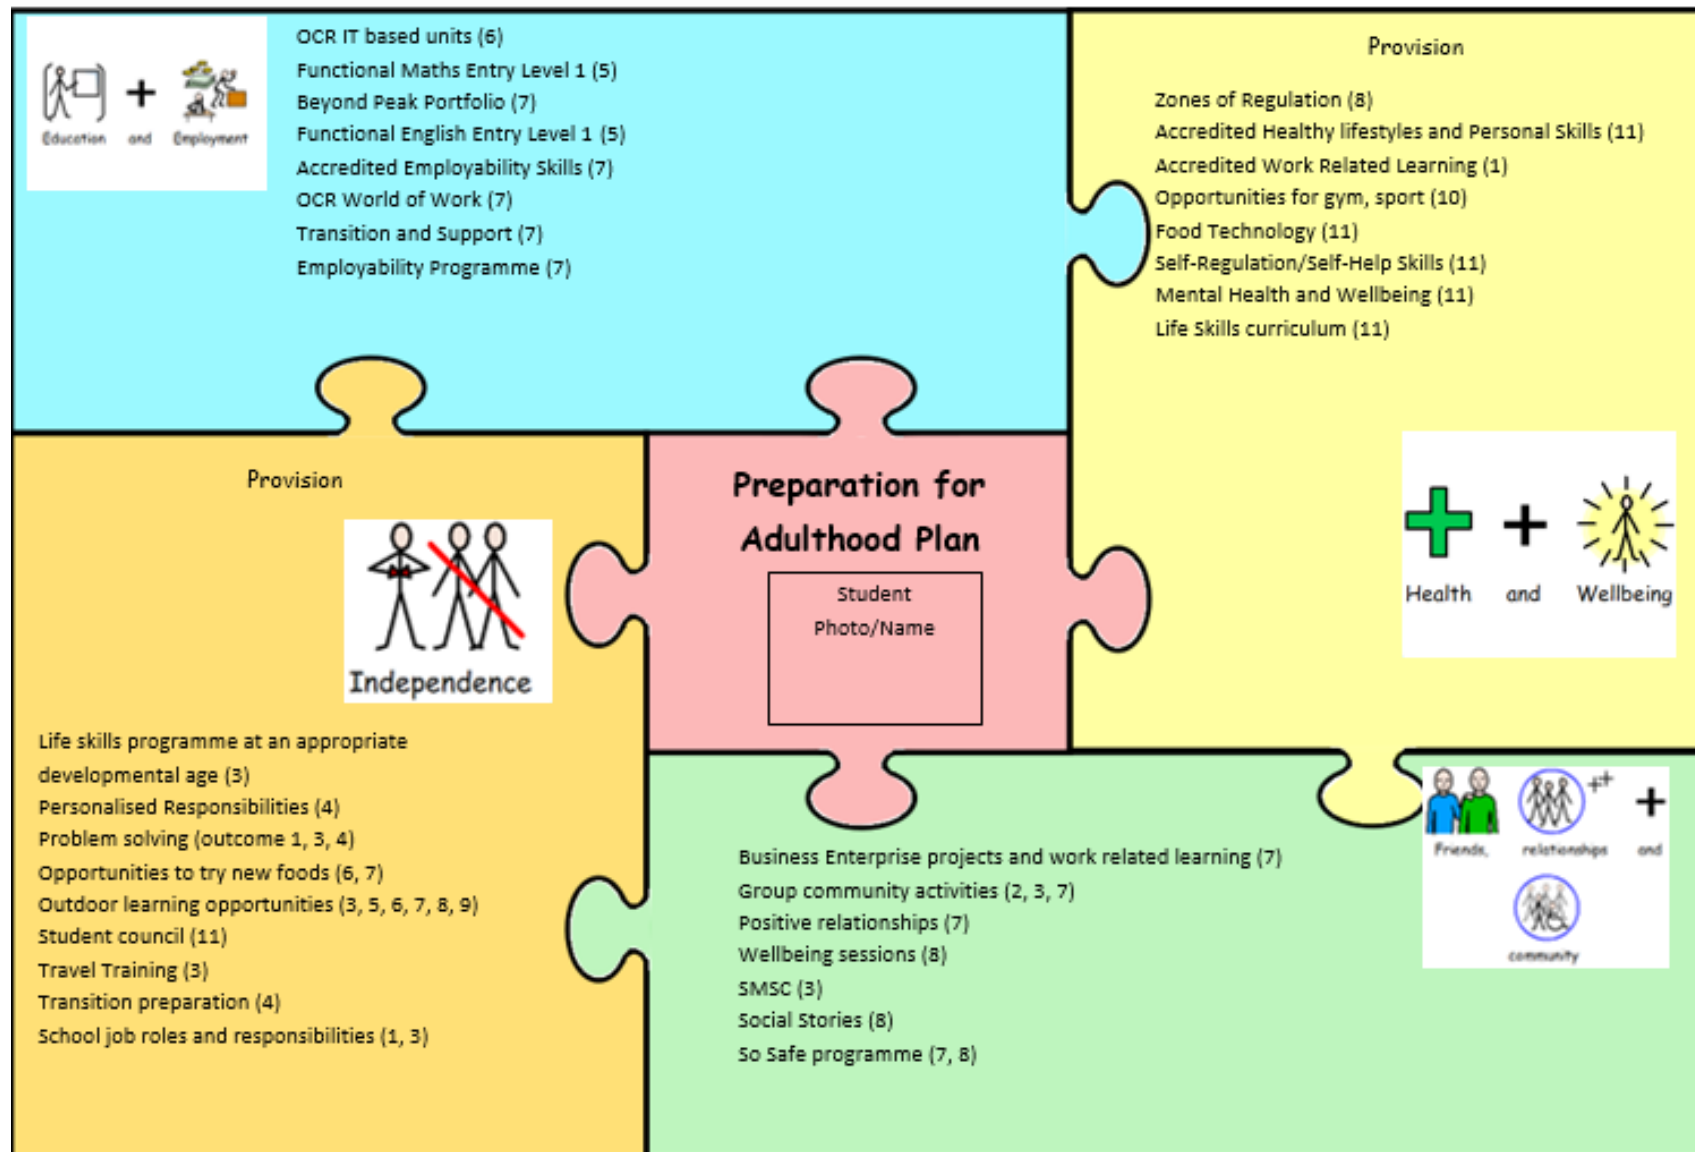 Education and Employment
OCR IT based units (6)
Functional Maths Entry Level 1 (5)
Beyond Peak Portfolio (7)
Functional English Entry Level 1 (5)
Accredited Employability Skills (7)
OCR World of Work (7)
Transition and Support (7)
Employability Programme (7)
Provision
Zones of Regulation (8)
Accredited Healthy lifestyles and Personal Skills (11)
Accredited Work Related Learning (1)
Opportunities for gym, sport (10)
Food Technology (11)
Self-Regulation/Self-Help Skills (11)
Mental Health and Wellbeing (11)
Life Skills curriculum (11)
Health and Wellbeing
Provision
Independence
Life skills programme at an appropriate
developmental age (3)
Personalised Responsibilities (4)
Problem solving (outcome 1, 3, 4)
Opportunities to try new foods (6, 7)
Outdoor learning opportunities (3, 5, 6, 7, 8, 9)
Student council (11)
Travel Training (3)
Transition preparation (4)
School job roles and responsibilities (1, 3)
Preparation for
Adulthood Plan
Student
Photo/Name
Friends, relationships and
community
Business Enterprise projects and work related learning (7)
Group community activities (2, 3, 7)
Positive relationships (7)
Wellbeing sessions (8)
SMSC (3)
Social Stories (8)
So Safe programme (7, 8)